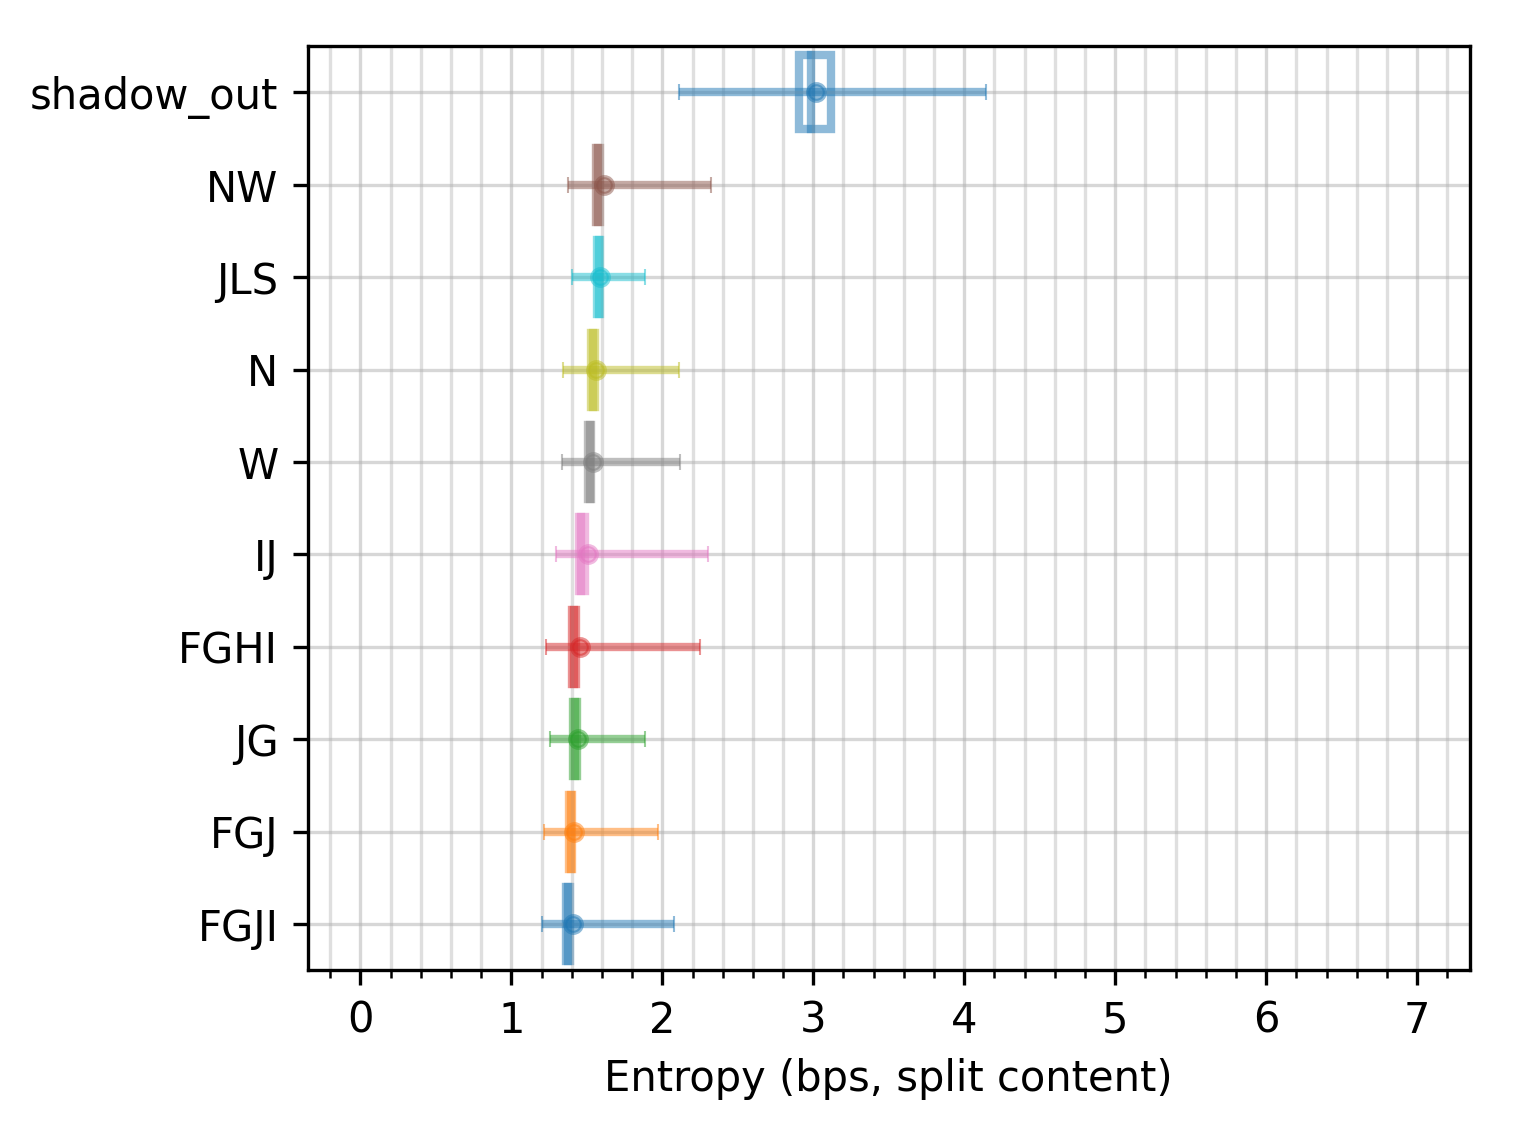 shadow_out
NW
JLS
N
W
IJ
FGHI
JG
FGJ
FGJI
0 1 2 3 4 5 6 7
Entropy (bps, split content)